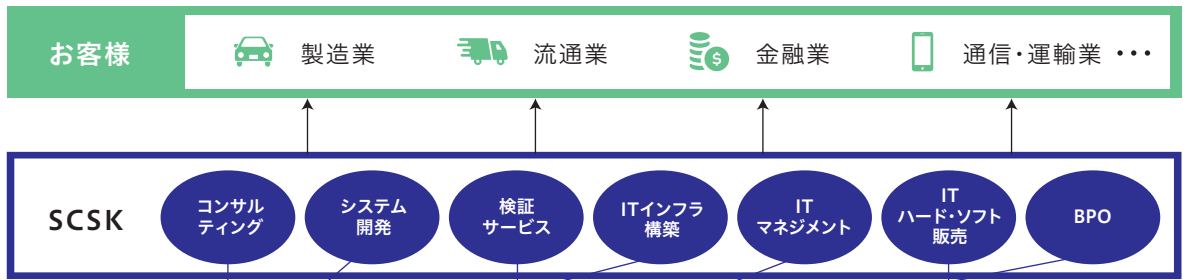 お客様 製造業 流通業 金融業 通信・運輸業 ･･･
SCSK
コンサル
ティング
システム
開発
検証
サービス
ITインフラ
構築
IT
マネジメント
IT
ハード・ソフト
販売
BPO